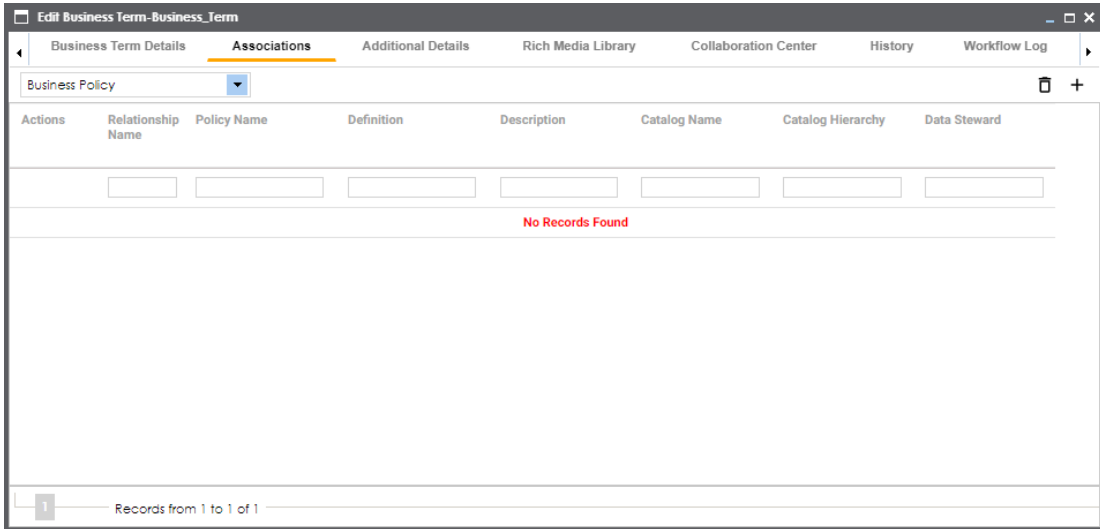 Edit Business Term-Business_Term
Business Term Details Associations Additional Details Rich Media Library Collaboration Center History Workflow Log
Business Policy
Actions Relationship Name Policy Name Definition Description Catalog Name Catalog Hierarchy Data Steward
No Records Found
1 Records from 1 to 1 of 1